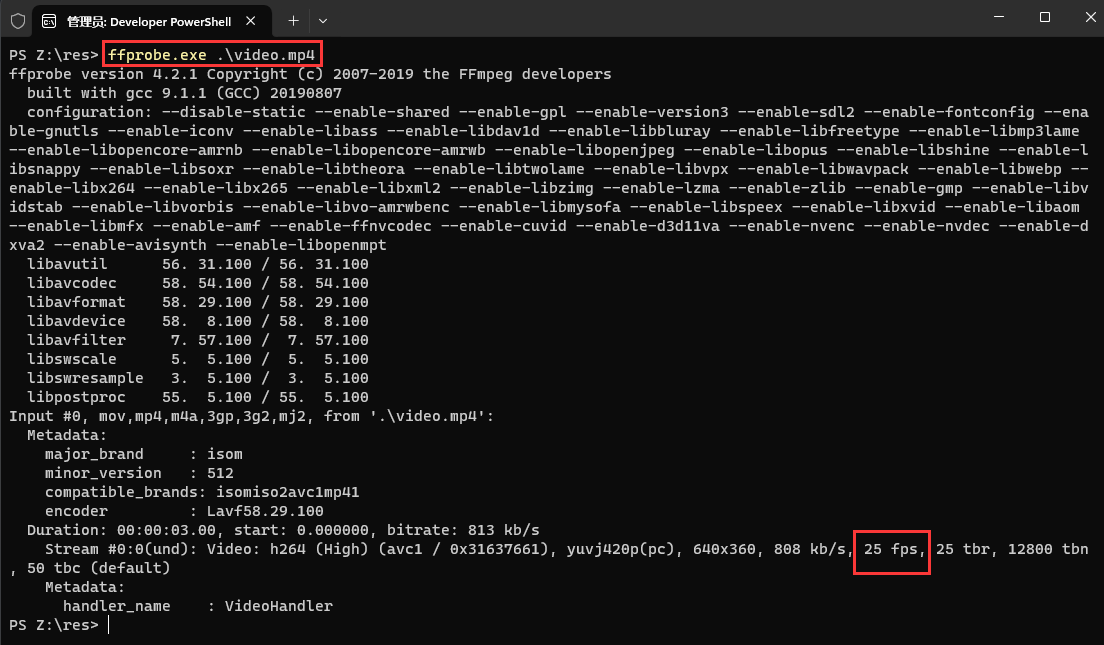 管理员: Developer PowerShell
PS Z:\res> ffprobe.exe .\video.mp4
ffprobe version 4.2.1 Copyright (c) 2007-2019 the FFmpeg developers
  built with gcc 9.1.1 (GCC) 20190807
  configuration: --disable-static --enable-shared --enable-gpl --enable-version3 --enable-sdl2 --enable-fontconfig --ena
ble-gnutls --enable-iconv --enable-libass --enable-libdav1d --enable-libbluray --enable-libfreetype --enable-libmp3lame
--enable-libopencore-amrnb --enable-libopencore-amrwb --enable-libopenjpeg --enable-libopus --enable-libshine --enable-l
ibsnappy --enable-libsoxr --enable-libtheora --enable-libtwolame --enable-libvpx --enable-libwavpack --enable-libwebp --
enable-libx264 --enable-libx265 --enable-libxml2 --enable-libzimg --enable-lzma --enable-zlib --enable-gmp --enable-libv
idstab --enable-libvorbis --enable-libvo-amrwbenc --enable-libmysofa --enable-libspeex --enable-libxvid --enable-libaom
--enable-libmfx --enable-amf --enable-ffnvcodec --enable-cuvid --enable-d3d11va --enable-nvenc --enable-nvdec --enable-d
xva2 --enable-avisynth --enable-libopenmpt
  libavutil      56. 31.100 / 56. 31.100
  libavcodec     58. 54.100 / 58. 54.100
  libavformat    58. 29.100 / 58. 29.100
  libavdevice    58.  8.100 / 58.  8.100
  libavfilter     7. 57.100 /  7. 57.100
  libswscale      5.  5.100 /  5.  5.100
  libswresample   3.  5.100 /  3.  5.100
  libpostproc    55.  5.100 / 55.  5.100
Input #0, mov,mp4,m4a,3gp,3g2,mj2, from '.\video.mp4':
  Metadata:
    major_brand     : isom
    minor_version   : 512
    compatible_brands: isomiso2avc1mp41
    encoder         : Lavf58.29.100
  Duration: 00:00:03.00, start: 0.000000, bitrate: 813 kb/s
    Stream #0:0(und): Video: h264 (High) (avc1 / 0x31637661), yuvj420p(pc), 640x360, 808 kb/s, 25 fps, 25 tbr, 12800 tbn
, 50 tbc (default)
    Metadata:
      handler_name    : VideoHandler
PS Z:\res>